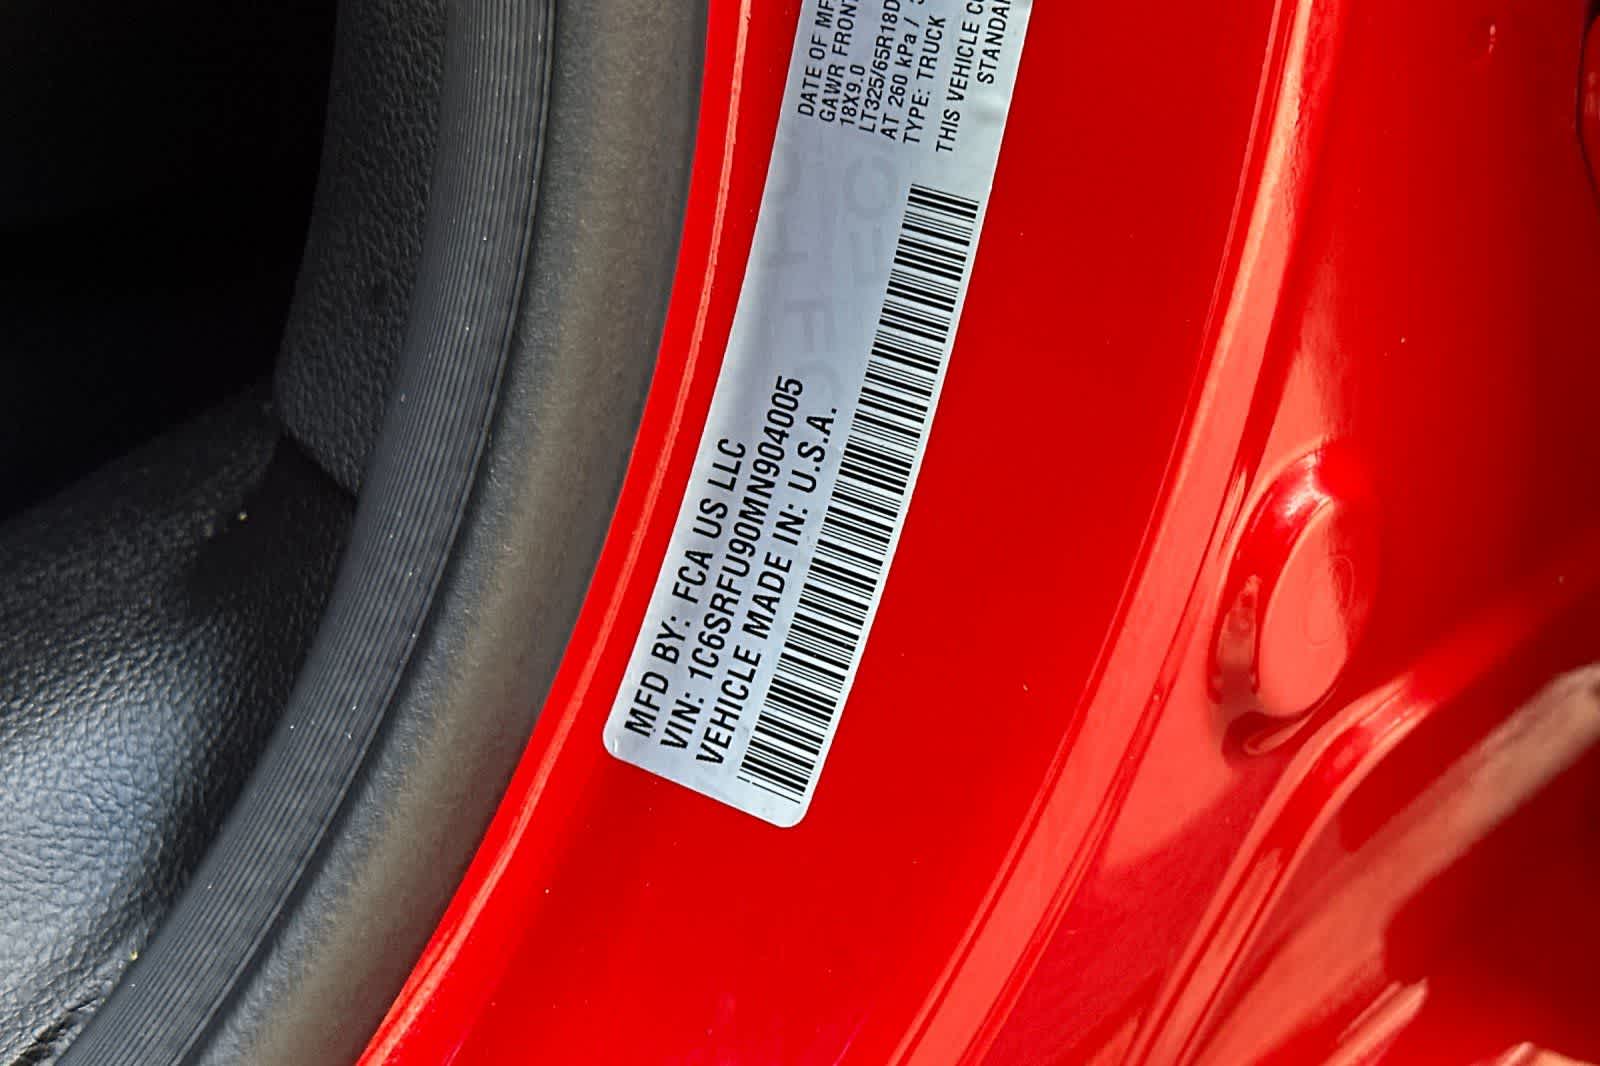 MFD BY: FCA US LLC
VIN: 1C6SRFU90MN904005
VEHICLE MADE IN: U.S.A.
DATE OF
GAWR FRONT
18X9.0
LT325/65R18D
AT 260 kPa /
TYPE: TRUCK
THIS VEHICLE